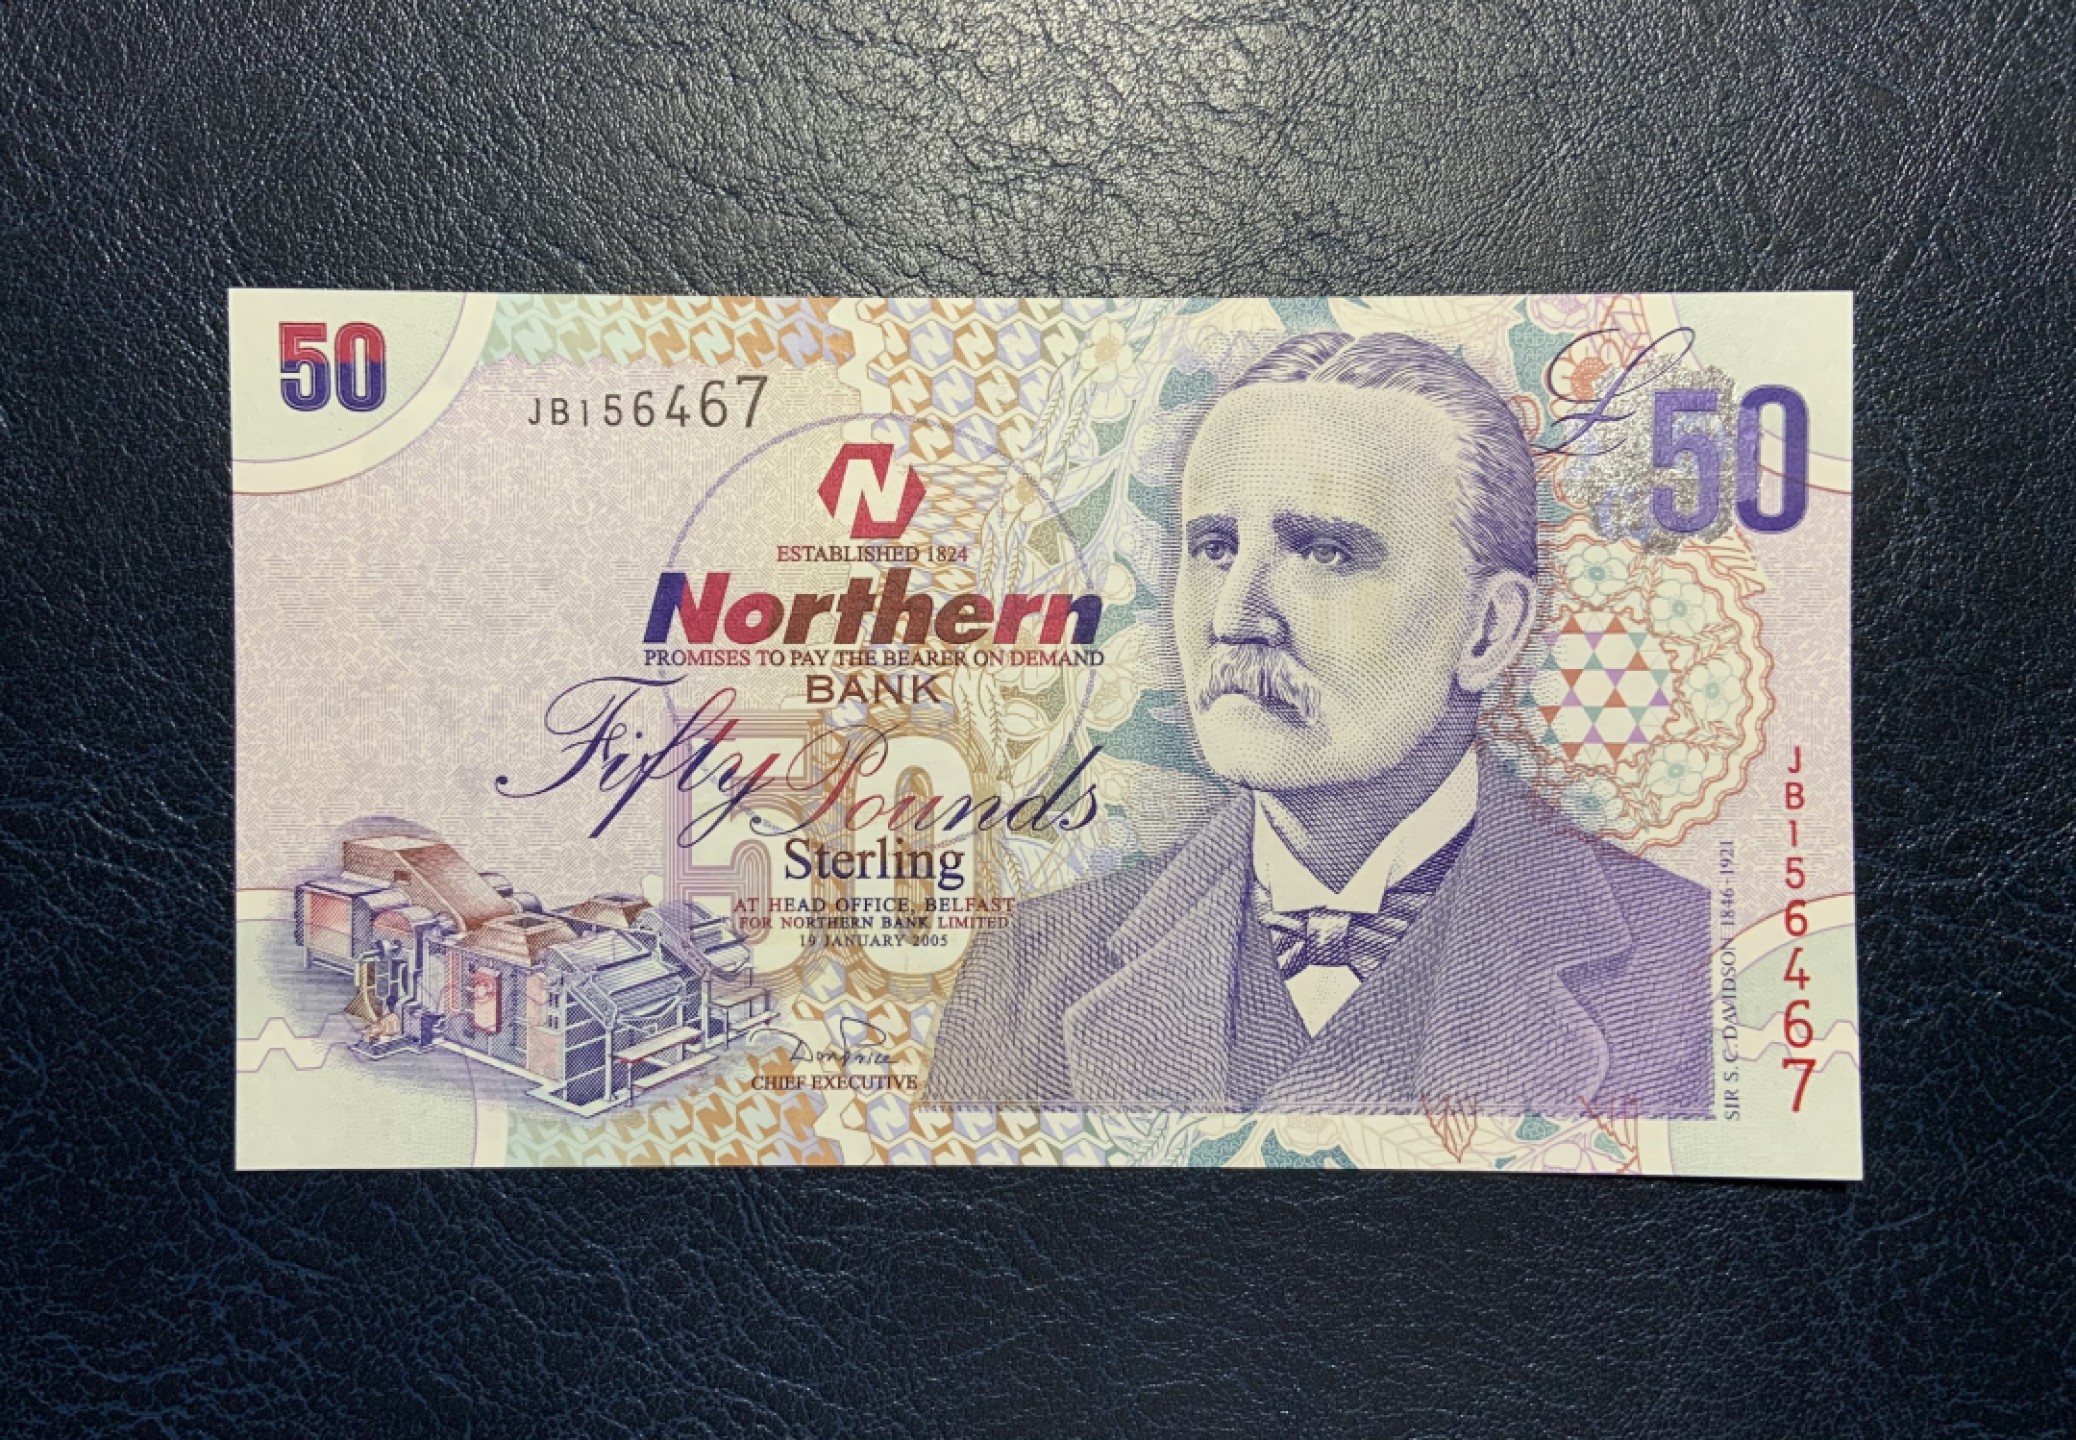 50
JB156467
£50
N
ESTABLISHED 1824
Northern
PROMISES TO PAY THE BEARER ON DEMAND
BANK
Fifty Pounds
50
Sterling
AT HEAD OFFICE, BELFAST
FOR NORTHERN BANK LIMITED
19 JANUARY 2005
CHIEF EXECUTIVE
SIR S. C. DAVIDSON 1846-1921
JB156467